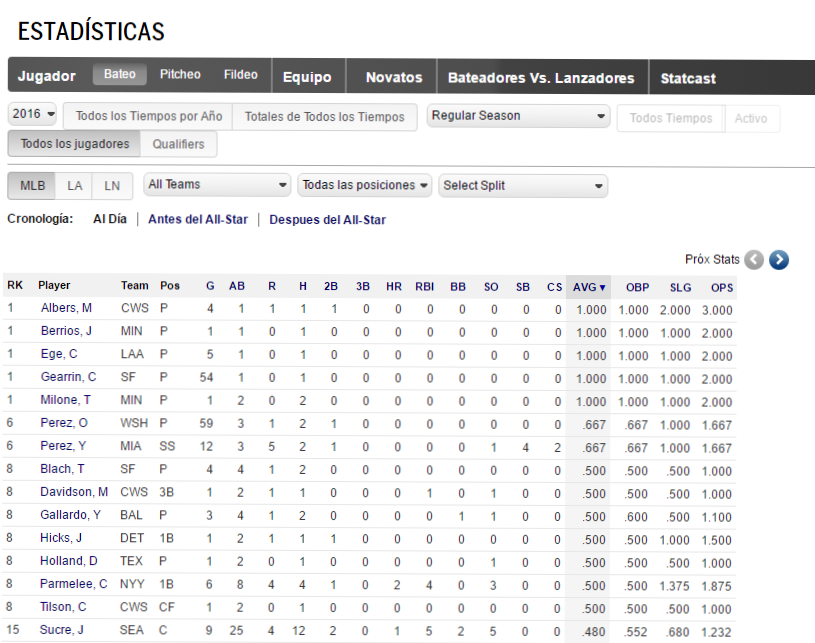 ESTADÍSTICAS
Jugador Bateo Pitcheo Fildeo Equipo Novatos Bateadores Vs. Lanzadores Statcast
2016 Todos los Tiempos por Año Totales de Todos los Tiempos Regular Season Todos Tiempos Activo
Todos los jugadores Qualifiers
MLB LA LN All Teams Todas las posiciones Select Split
Cronología: Al Día | Antes del All-Star | Despues del All-Star
Próx Stats
RK Player Team Pos G AB R H 2B 3B HR RBI BB SO SB CS AVG▼ OBP SLG OPS
1 Albers, M CWS P 4 1 1 1 1 0 0 0 0 0 0 0 1.000 1.000 2.000 3.000
1 Berrios, J MIN P 1 1 0 1 0 0 0 0 0 0 0 0 1.000 1.000 1.000 2.000
1 Ege, C LAA P 5 1 0 1 0 0 0 0 0 0 0 0 1.000 1.000 1.000 2.000
1 Gearrin, C SF P 54 1 0 1 0 0 0 0 0 0 0 0 1.000 1.000 1.000 2.000
1 Milone, T MIN P 1 2 0 2 0 0 0 0 0 0 0 0 1.000 1.000 1.000 2.000
6 Perez, O WSH P 59 3 1 2 1 0 0 0 0 0 0 0 .667 .667 1.000 1.667
6 Perez, Y MIA SS 12 3 5 2 1 0 0 0 0 1 4 2 .667 .667 1.000 1.667
8 Blach, T SF P 4 4 1 2 0 0 0 0 0 0 0 0 .500 .500 .500 1.000
8 Davidson, M CWS 3B 1 2 1 1 0 0 0 1 0 1 0 0 .500 .500 .500 1.000
8 Gallardo, Y BAL P 3 4 1 2 0 0 0 0 1 1 0 0 .500 .600 .500 1.100
8 Hicks, J DET 1B 1 2 1 1 1 0 0 0 0 0 0 0 .500 .500 1.000 1.500
8 Holland, D TEX P 1 2 0 1 0 0 0 0 0 1 0 0 .500 .500 .500 1.000
8 Parmelee, C NYY 1B 6 8 4 4 1 0 2 4 0 3 0 0 .500 .500 1.375 1.875
8 Tilson, C CWS CF 1 2 0 1 0 0 0 0 0 0 0 0 .500 .500 .500 1.000
15 Sucre, J SEA C 9 25 4 12 2 0 1 5 2 5 0 0 .480 .552 .680 1.232